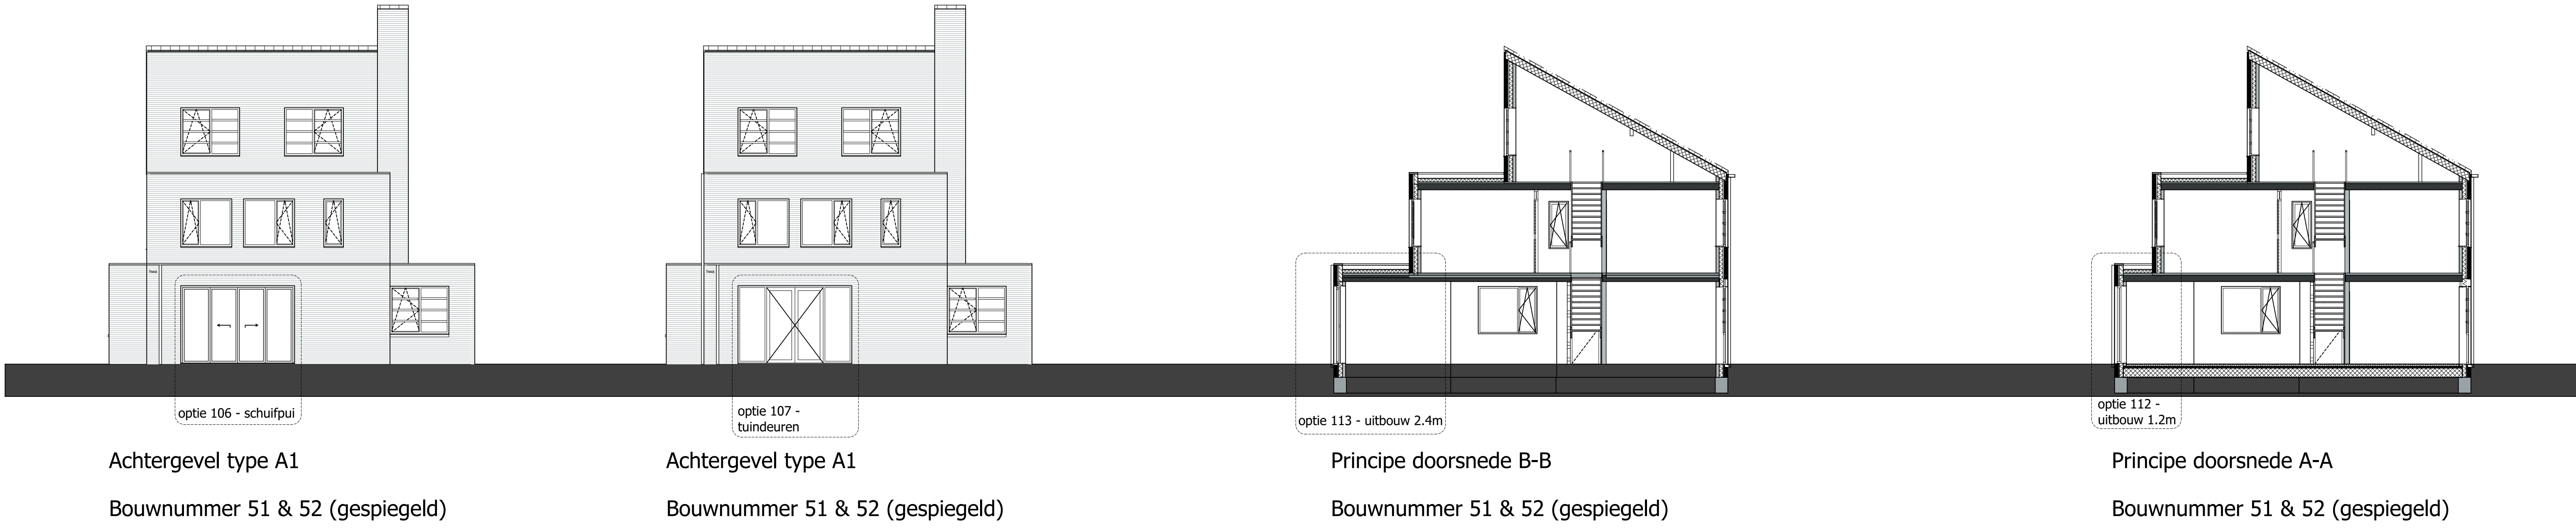 optie 106 - schuifpui
Achtergevel type A1
Bouwnummer 51 & 52 (gespiegeld)
optie 107 -
tuindeuren
Achtergevel type A1
Bouwnummer 51 & 52 (gespiegeld)
optie 113 - uitbouw 2.4m
Principe doorsnede B-B
Bouwnummer 51 & 52 (gespiegeld)
optie 112 -
uitbouw 1.2m
Principe doorsnede A-A
Bouwnummer 51 & 52 (gespiegeld)